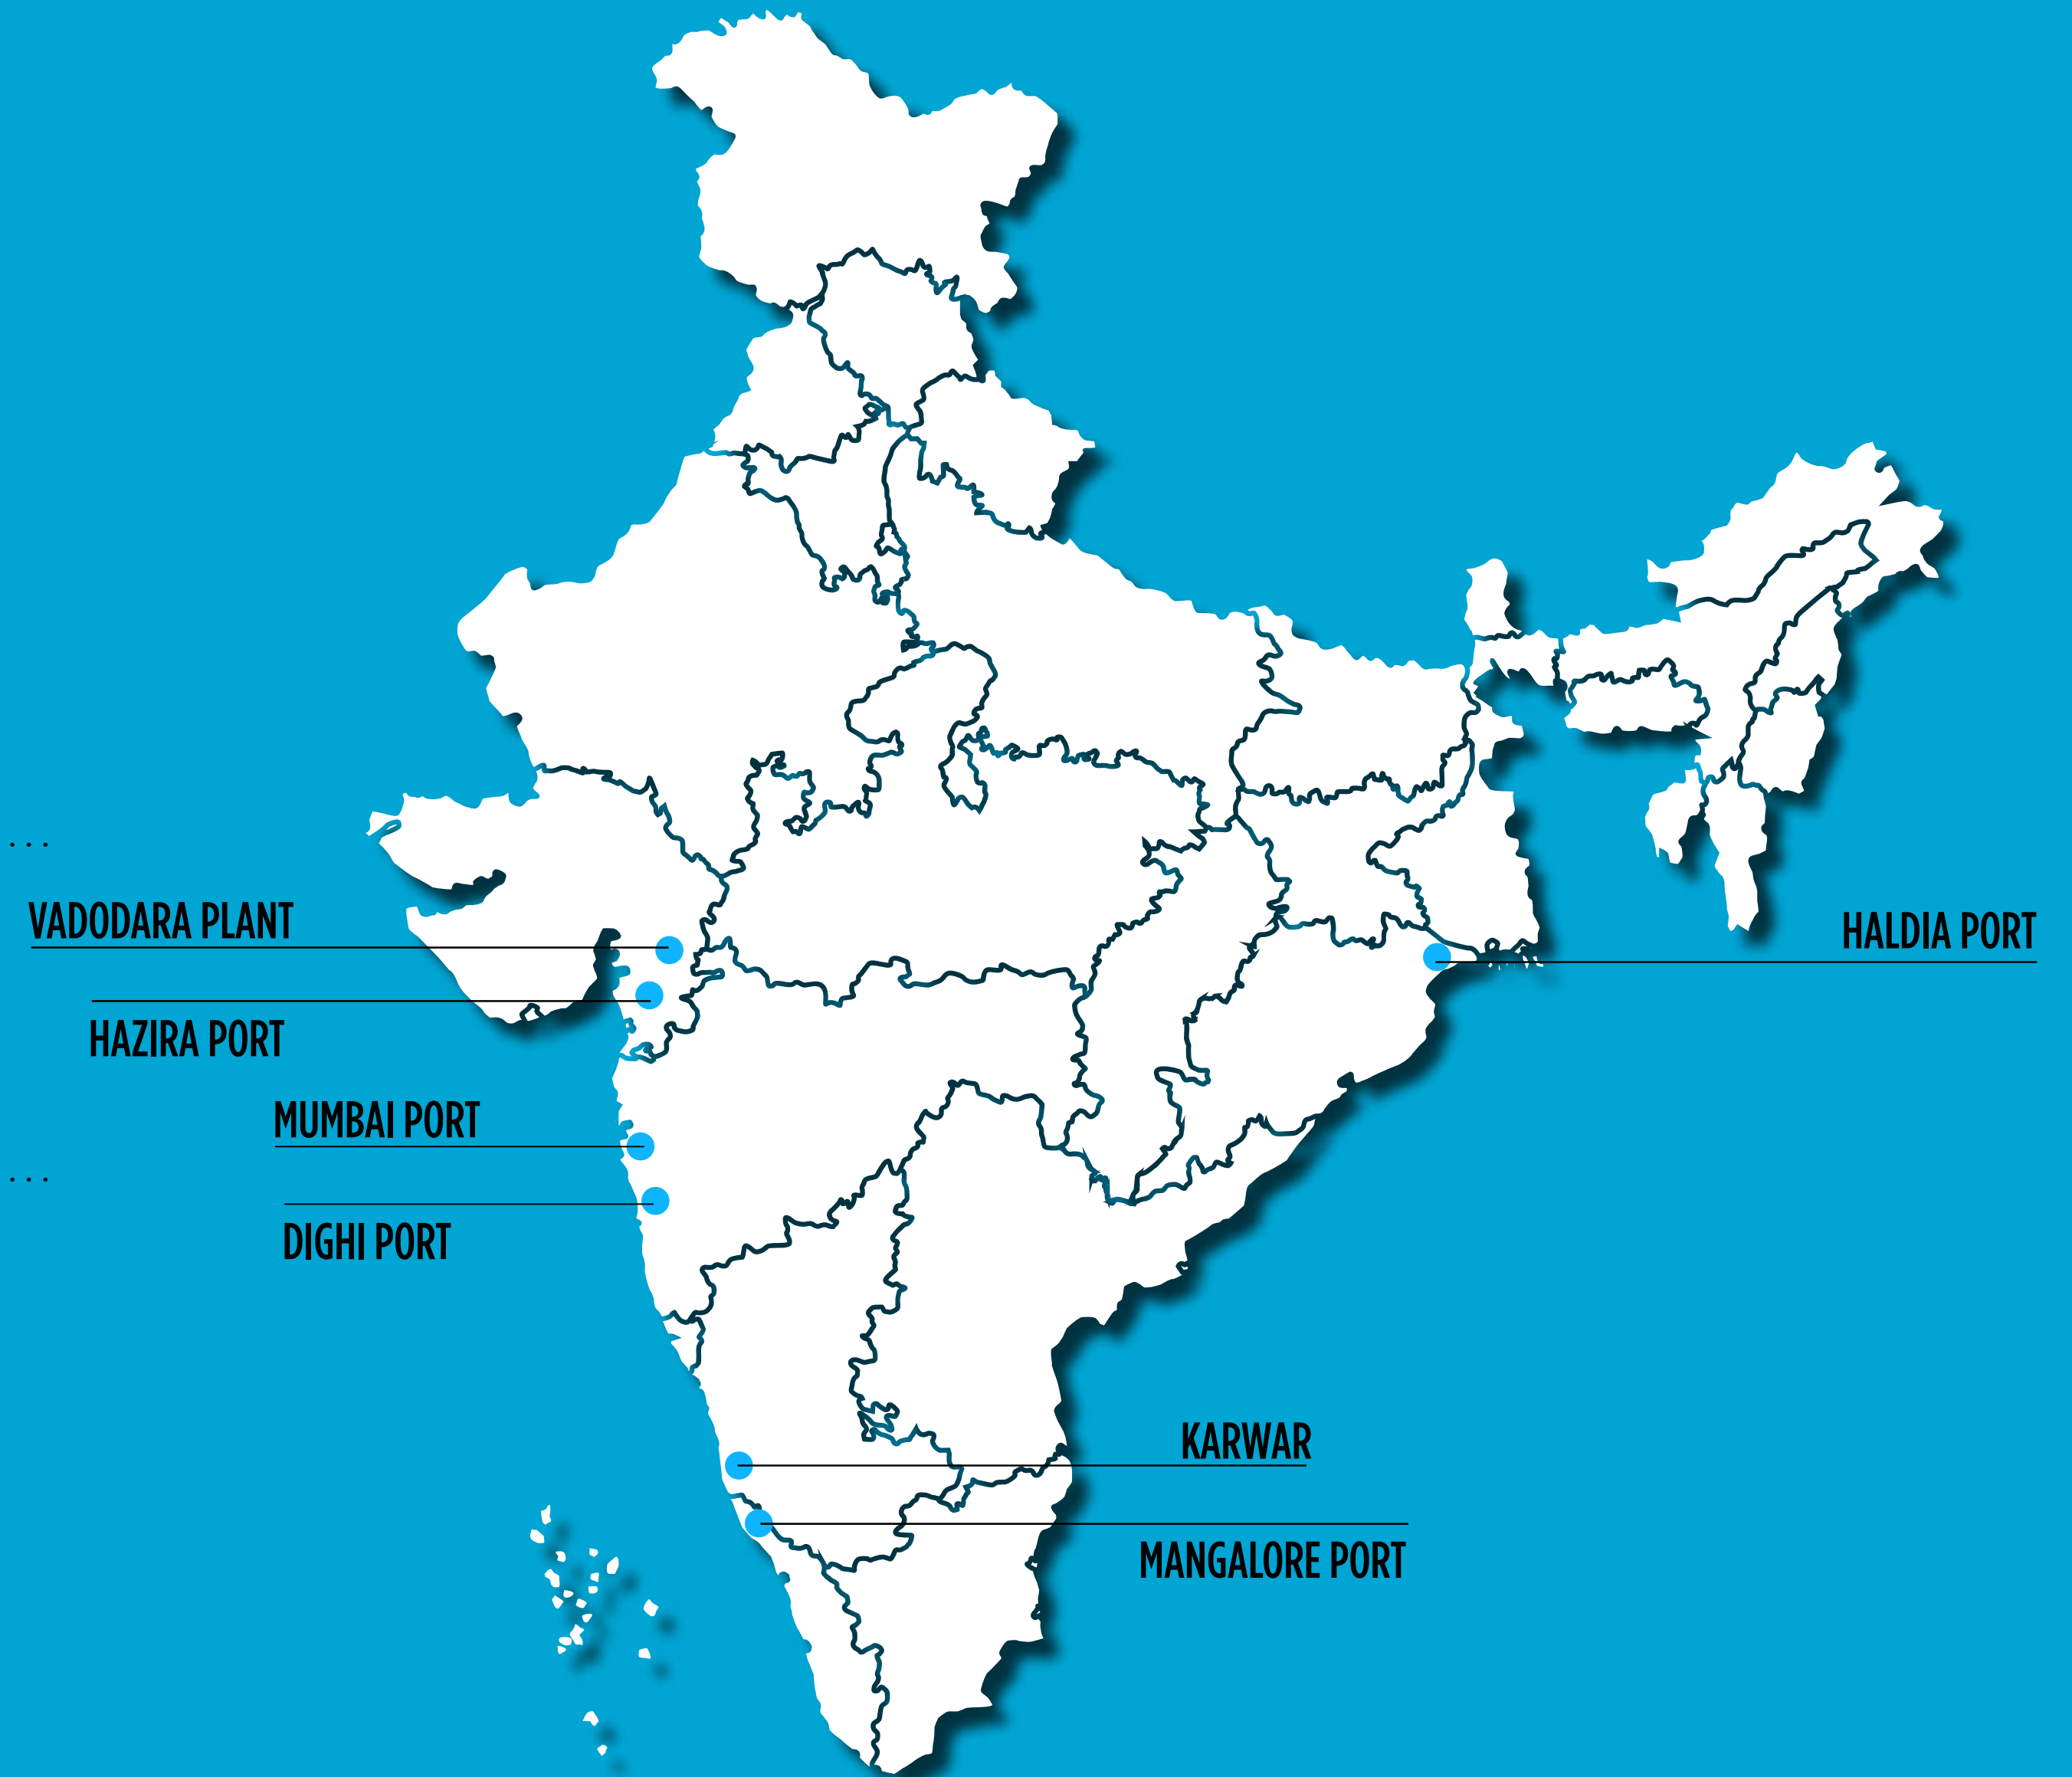 . . .
VADODARA PLANT
HALDIA PORT
HAZIRA PORT
MUMBAI PORT
. . .
DIGHI PORT
KARWAR
MANGALORE PORT